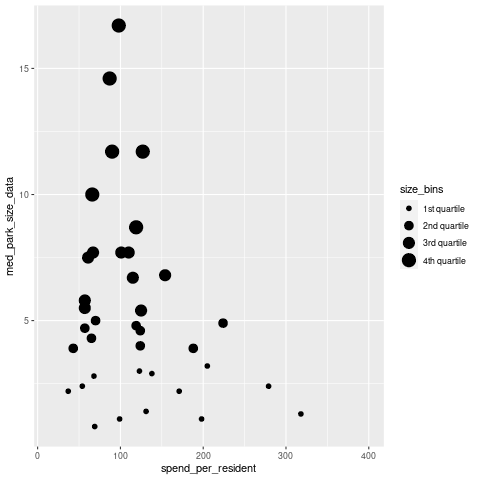 15
10
5
med_park_size_data
0 100 200 300 400
spend_per_resident
size_bins
1st quartile
2nd quartile
3rd quartile
4th quartile